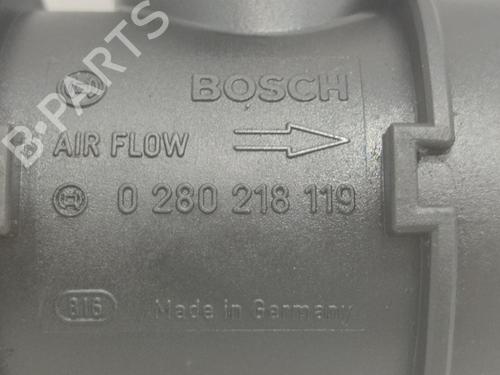 BOSCH
AIR FLOW
0 280 218 119
816 Made in Germany
B-PARTS